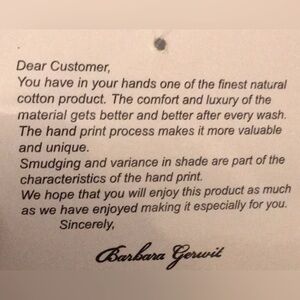 Dear Customer,
You have in your hands one of the finest natural
cotton product. The comfort and luxury of the
material gets better and better after every wash.
The hand print process makes it more valuable
and unique.
Smudging and variance in shade are part of the
characteristics of the hand print.
We hope that you will enjoy this product as much
as we have enjoyed making it especially for you.
Sincerely,
Barbara Gerwit